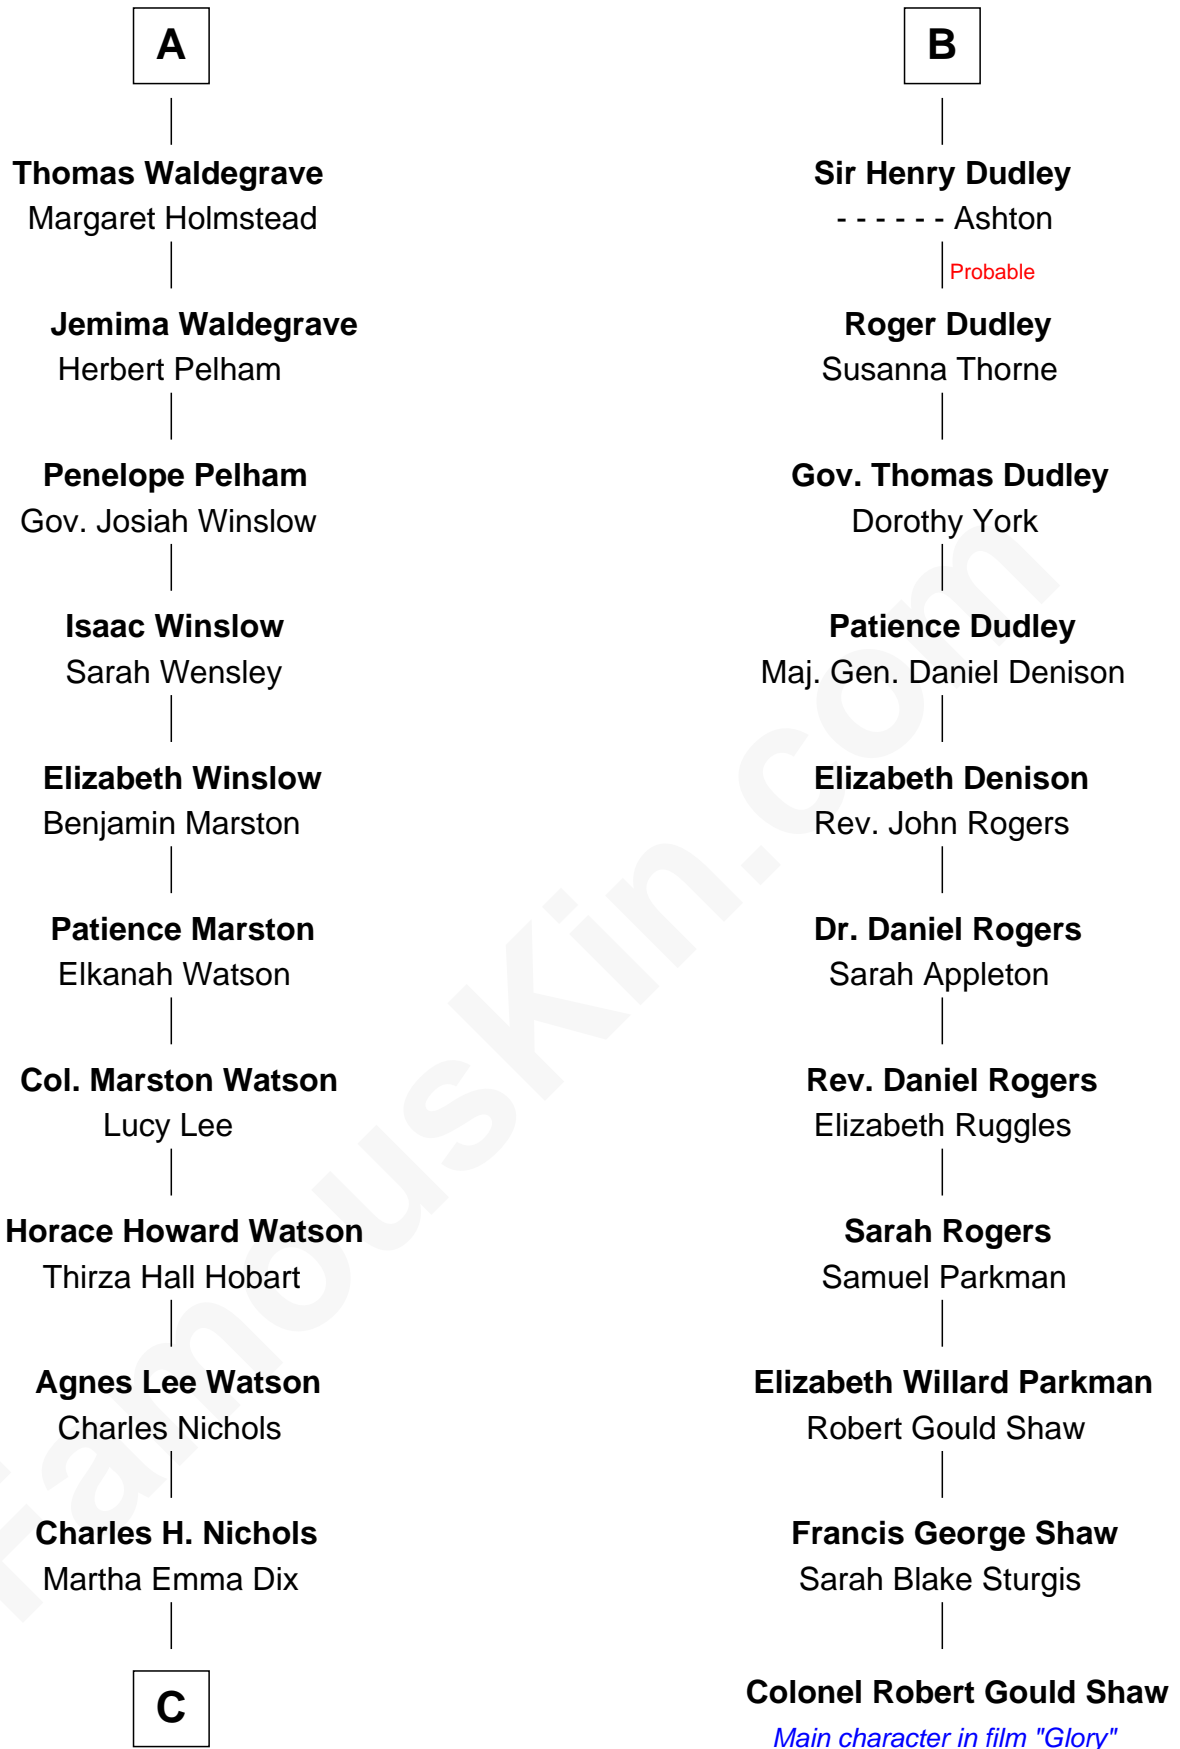 A
Thomas Waldegrave
Margaret Holmstead
Jemima Waldegrave
Herbert Pelham
Penelope Pelham
Gov. Josiah Winslow
Isaac Winslow
Sarah Wensley
Elizabeth Winslow
Benjamin Marston
Patience Marston
Elkanah Watson
Col. Marston Watson
Lucy Lee
Horace Howard Watson
Thirza Hall Hobart
Agnes Lee Watson
Charles Nichols
Charles H. Nichols
Martha Emma Dix
C
B
Sir Henry Dudley
- - - - - - Ashton
Probable
Roger Dudley
Susanna Thorne
Gov. Thomas Dudley
Dorothy York
Patience Dudley
Maj. Gen. Daniel Denison
Elizabeth Denison
Rev. John Rogers
Dr. Daniel Rogers
Sarah Appleton
Rev. Daniel Rogers
Elizabeth Ruggles
Sarah Rogers
Samuel Parkman
Elizabeth Willard Parkman
Robert Gould Shaw
Francis George Shaw
Sarah Blake Sturgis
Colonel Robert Gould Shaw
Main character in film "Glory"
FamousKin.com